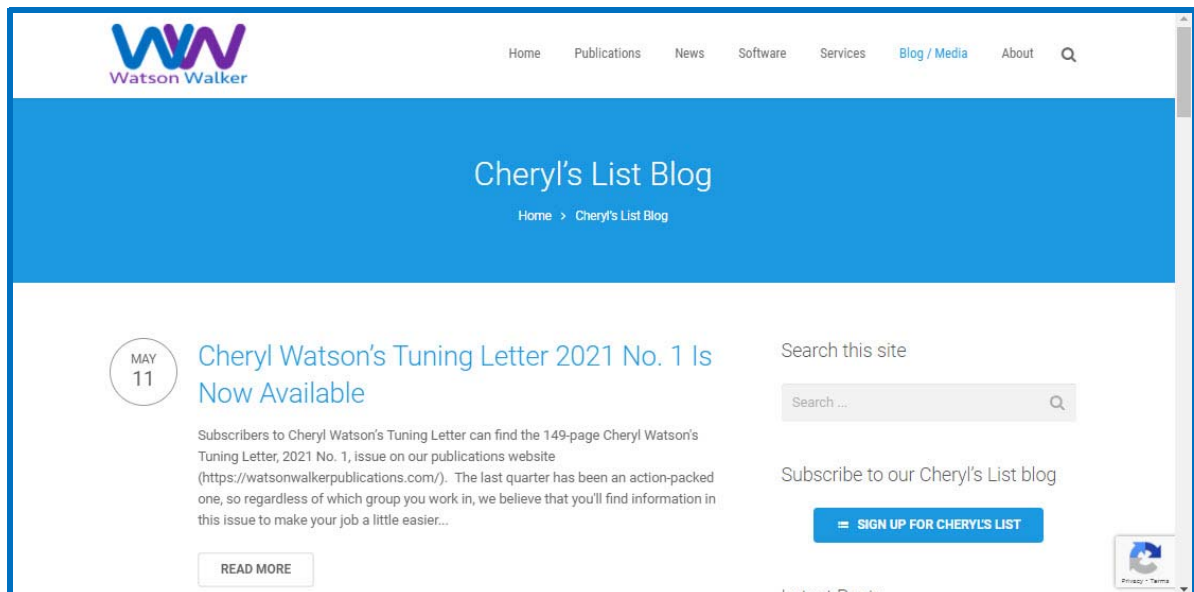 Watson Walker
Home Publications News Software Services Blog / Media About
Cheryl's List Blog
Home > Cheryl's List Blog
MAY
11
Cheryl Watson's Tuning Letter 2021 No. 1 Is
Now Available
Subscribers to Cheryl Watson's Tuning Letter can find the 149-page Cheryl Watson's
Tuning Letter, 2021 No. 1, issue on our publications website
(https://watsonwalkerpublications.com/). The last quarter has been an action-packed
one, so regardless of which group you work in, we believe that you'll find information in
this issue to make your job a little easier...
READ MORE
Search this site
Search ...
Subscribe to our Cheryl's List blog
SIGN UP FOR CHERYL'S LIST
Privacy - Terms